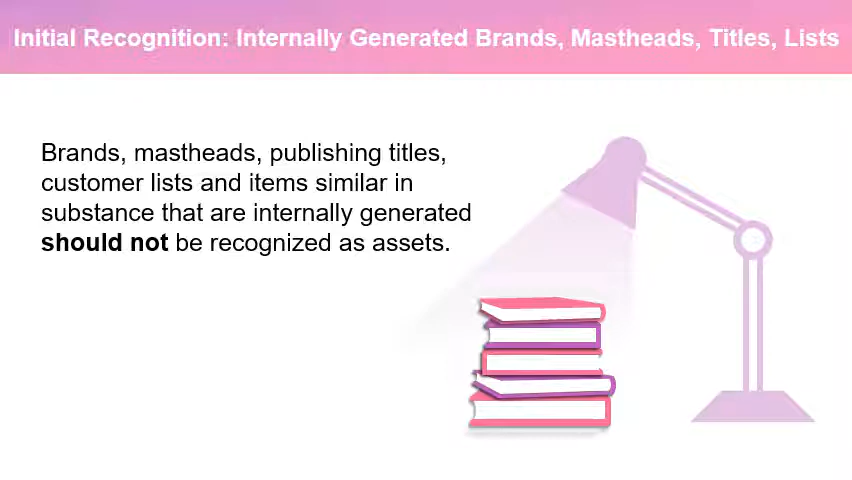 Initial Recognition: Internally Generated Brands, Mastheads, Titles, Lists
Brands, mastheads, publishing titles,
customer lists and items similar in
substance that are internally generated
should not be recognized as assets.